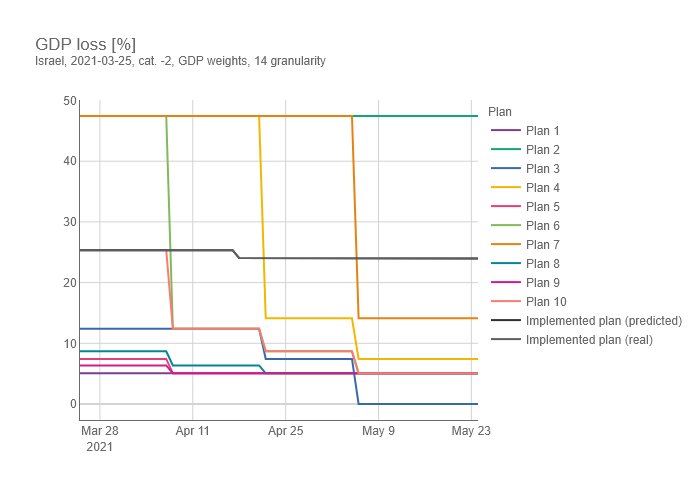 GDP loss [%]
Israel, 2021-03-25, cat. -2, GDP weights, 14 granularity
50
40
30
20
10
0
Mar 28
2021
Apr 11
Apr 25
May 9
May 23
Plan
Plan 1
Plan 2
Plan 3
Plan 4
Plan 5
Plan 6
Plan 7
Plan 8
Plan 9
Plan 10
Implemented plan (predicted)
Implemented plan (real)